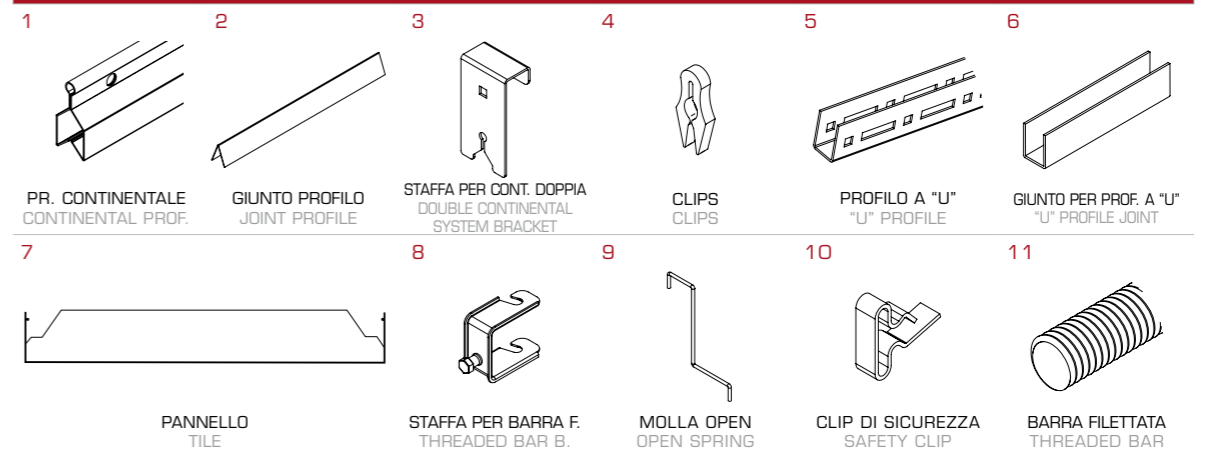 1
2
3
4
5
6
PR. CONTINENTALE
CONTINENTAL PROF.
GIUNTO PROFILO
JOINT PROFILE
STAFFA PER CONT. DOPPIA
DOUBLE CONTINENTAL
SYSTEM BRACKET
CLIPS
CLIPS
PROFILO A “U”
“U” PROFILE
GIUNTO PER PROF. A “U”
“U” PROFILE JOINT
7
8
9
10
11
PANNELLO
TILE
STAFFA PER BARRA F.
THREADED BAR B.
MOLLA OPEN
OPEN SPRING
CLIP DI SICUREZZA
SAFETY CLIP
BARRA FILETTATA
THREADED BAR